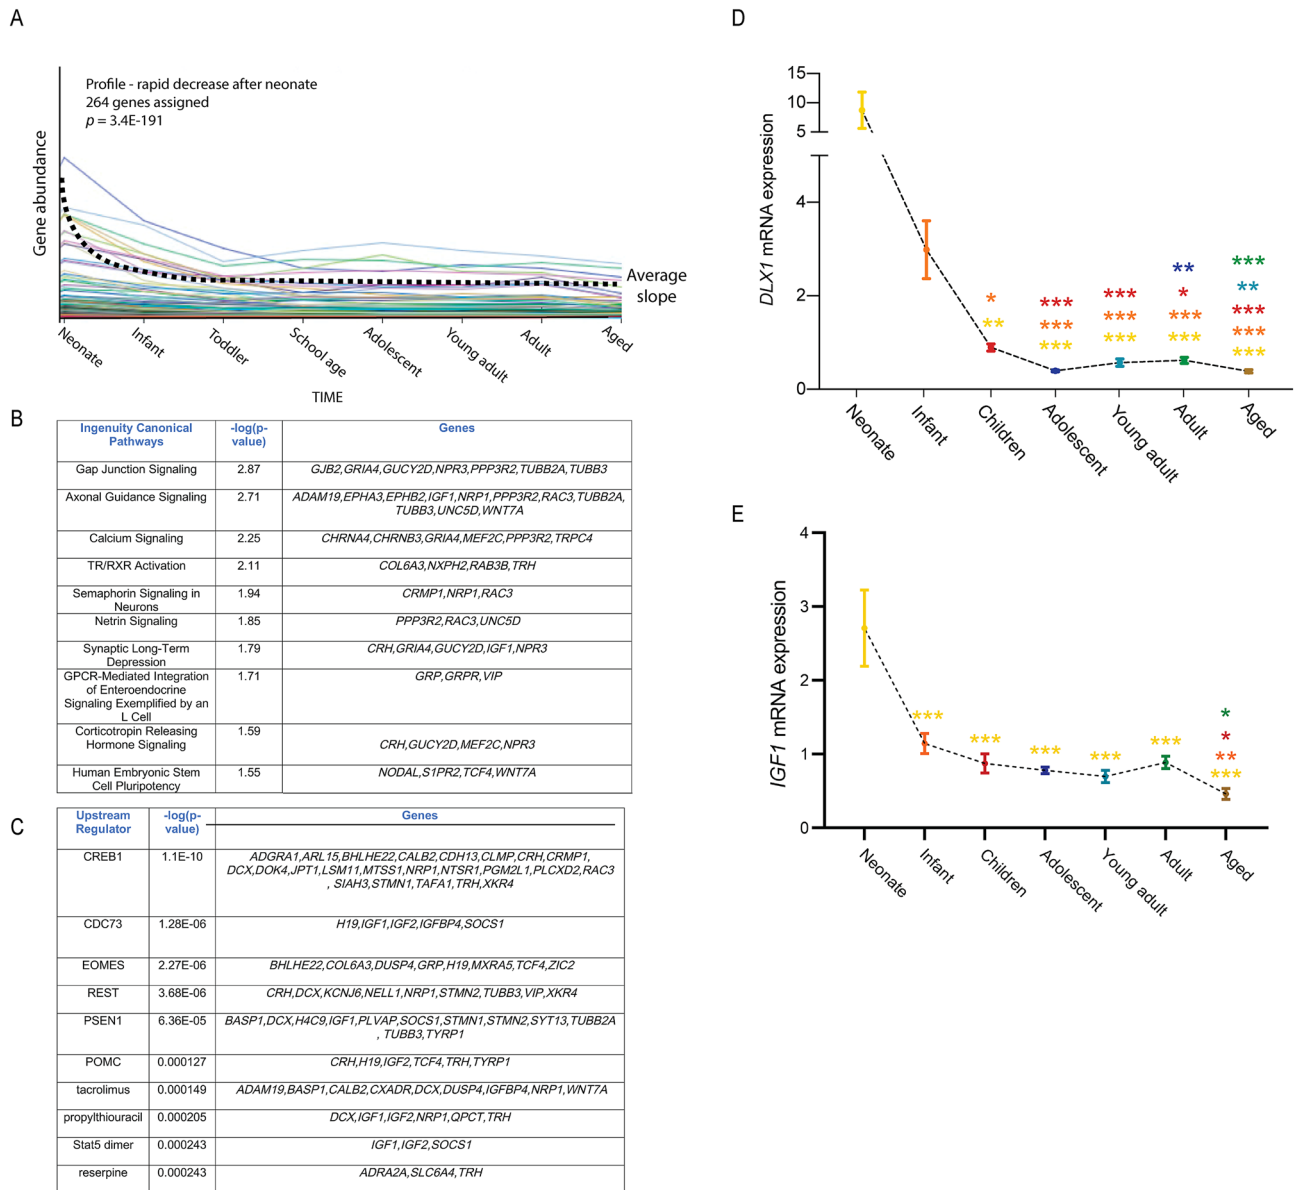 A
Profile - rapid decrease after neonate
264 genes assigned
p = 3.4E-191
Gene abundance
Average
slope
Neonate
Infant
Toddler
School age
Adolescent
Young adult
Adult
Aged
TIME
B
Ingenuity Canonical
Pathways
-log(p-
value)
Genes
Gap Junction Signaling
2.87
GJB2,GRIA4,GUCY2D,NPR3,PPP3R2,TUBB2A,TUBB3
Axonal Guidance Signaling
2.71
ADAM19,EPHA3,EPHB2,IGF1,NRP1,PPP3R2,RAC3,TUBB2A,
TUBB3,UNC5D,WNT7A
Calcium Signaling
2.25
CHRNA4,CHRNB3,GRIA4,MEF2C,PPP3R2,TRPC4
TR/RXR Activation
2.11
COL6A3,NXPH2,RAB3B,TRH
Semaphorin Signaling in
Neurons
1.94
CRMP1,NRP1,RAC3
Netrin Signaling
1.85
PPP3R2,RAC3,UNC5D
Synaptic Long-Term
Depression
1.79
CRH,GRIA4,GUCY2D,IGF1,NPR3
GPCR-Mediated Integration
of Enteroendocrine
Signaling Exemplified by an
L Cell
1.71
GRP,GRPR,VIP
Corticotropin Releasing
Hormone Signaling
1.59
CRH,GUCY2D,MEF2C,NPR3
Human Embryonic Stem
Cell Pluripotency
1.55
NODAL,S1PR2,TCF4,WNT7A
C
Upstream
Regulator
-log(p-
value)
Genes
CREB1
1.1E-10
ADGRA1,ARL15,BHLHE22,CALB2,CDH13,CLMP,CRH,CRMP1,
DCX,DOK4,JPT1,LSM11,MTSS1,NRP1,NTSR1,PGM2L1,PLCXD2,RAC3
, SIAH3,STMN1,TAFA1,TRH,XKR4
CDC73
1.28E-06
H19,IGF1,IGF2,IGFBP4,SOCS1
EOMES
2.27E-06
BHLHE22,COL6A3,DUSP4,GRP,H19,MXRA5,TCF4,ZIC2
REST
3.68E-06
CRH,DCX,KCNJ6,NELL1,NRP1,STMN2,TUBB3,VIP,XKR4
PSEN1
6.36E-05
BASP1,DCX,H4C9,IGF1,PLVAP,SOCS1,STMN1,STMN2,SYT13,TUBB2A
, TUBB3,TYRP1
POMC
0.000127
CRH,H19,IGF2,TCF4,TRH,TYRP1
tacrolimus
0.000149
ADAM19,BASP1,CALB2,CXADR,DCX,DUSP4,IGFBP4,NRP1,WNT7A
propylthiouracil
0.000205
DCX,IGF1,IGF2,NRP1,QPCT,TRH
Stat5 dimer
0.000243
IGF1,IGF2,SOCS1
reserpine
0.000243
ADRA2A,SLC6A4,TRH
D
DLX1 mRNA expression
15
10
5
4
2
0
*
**
***
***
***
***
***
***
**
*
***
***
***
**
***
***
***
Neonate
Infant
Children
Adolescent
Young adult
Adult
Aged
E
IGF1 mRNA expression
4
3
2
1
0
***
***
***
***
***
*
*
**
***
Neonate
Infant
Children
Adolescent
Young adult
Adult
Aged